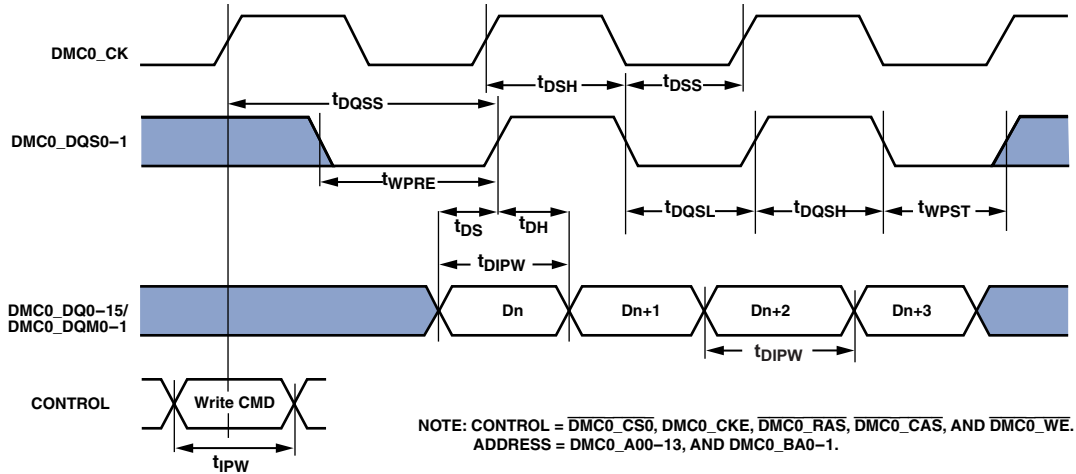 DMC0_CK
tDSH
tDSS
tDQSS
DMC0_DQS0–1
tWPRE
tDQSL
tDQSH
tWPST
tDS
tDH
tDIPW
DMC0_DQ0–15/
DMC0_DQM0–1
Dn
Dn+1
Dn+2
Dn+3
tDIPW
CONTROL
Write CMD
tIPW
NOTE: CONTROL = DMC0_CS0, DMC0_CKE, DMC0_RAS, DMC0_CAS, AND DMC0_WE.
ADDRESS = DMC0_A00–13, AND DMC0_BA0–1.